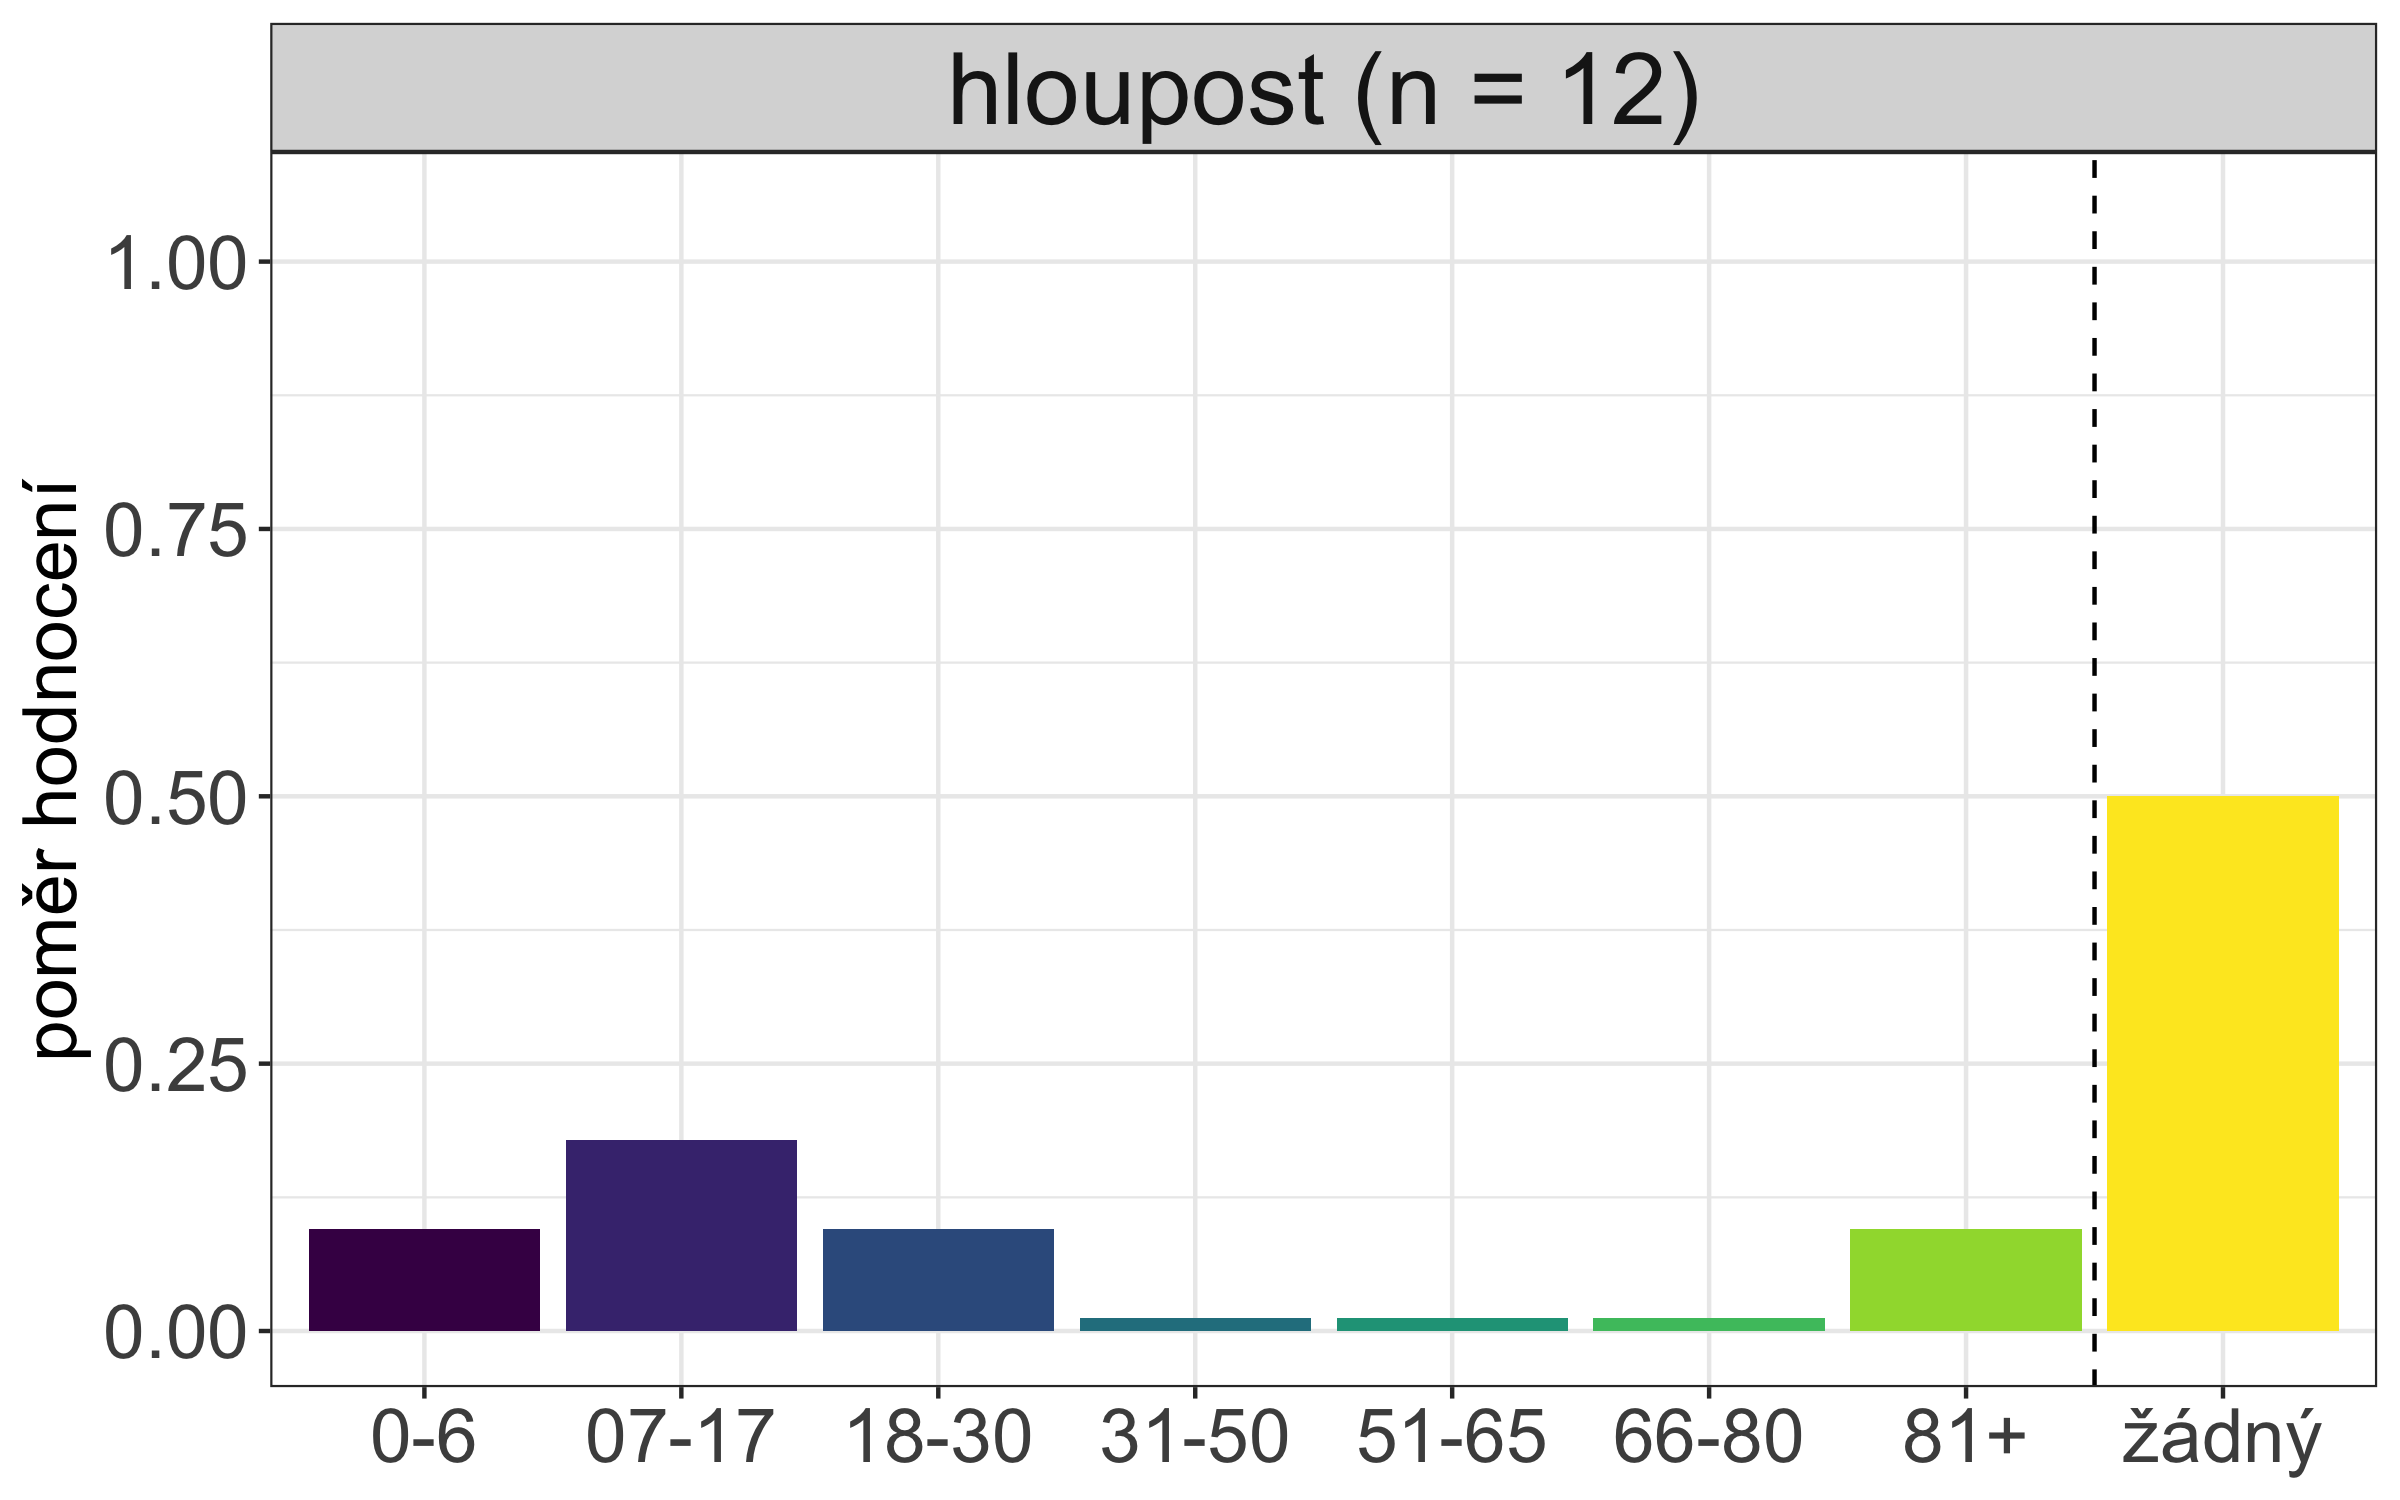 hloupost (n = 12)
poměr hodnocení
1.00
0.75
0.50
0.25
0.00
0-6 07-17 18-30 31-50 51-65 66-80 81+ žádný